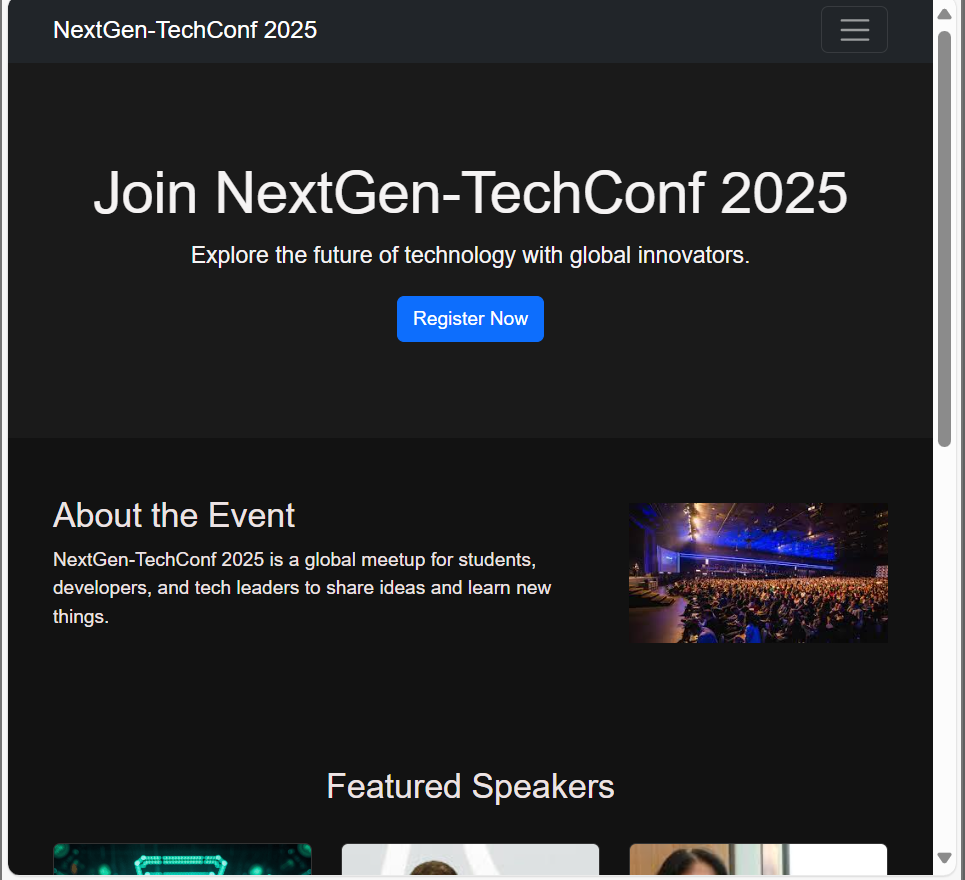 NextGen-TechConf 2025
Join NextGen-TechConf 2025
Explore the future of technology with global innovators.
Register Now
About the Event
NextGen-TechConf 2025 is a global meetup for students,
developers, and tech leaders to share ideas and learn new
things.
Featured Speakers